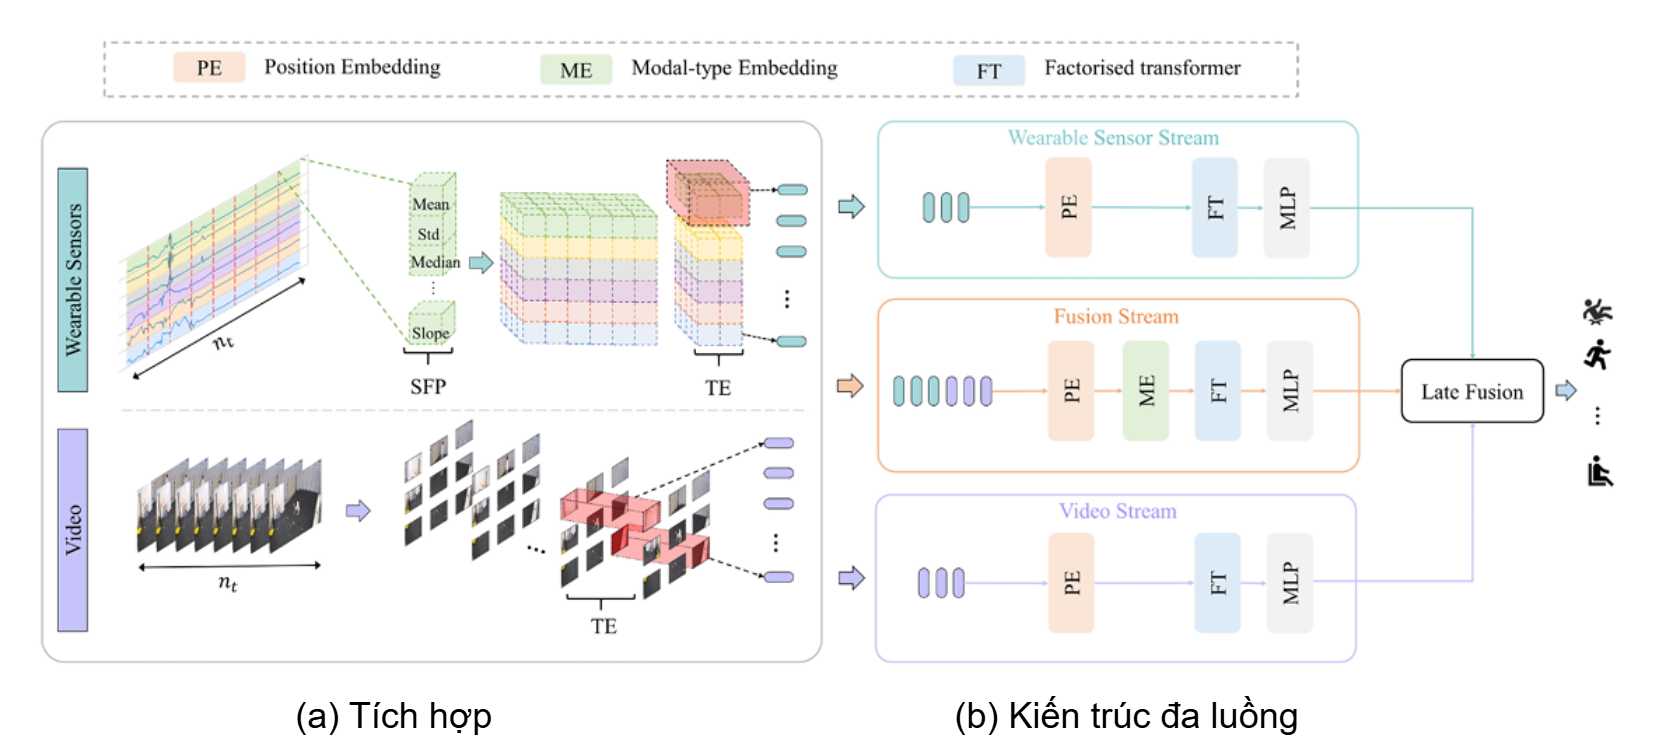 PE Position Embedding ME Modal-type Embedding FT Factorised transformer
Wearable Sensors
n_t
Mean
Std
Median
⋮
Slope
SFP
TE
⋮
Video
n_t
...
TE
⋮
Wearable Sensor Stream
PE FT MLP
Fusion Stream
PE ME FT MLP
Video Stream
PE FT MLP
Late Fusion
...
(a) Tích hợp
(b) Kiến trúc đa luồng